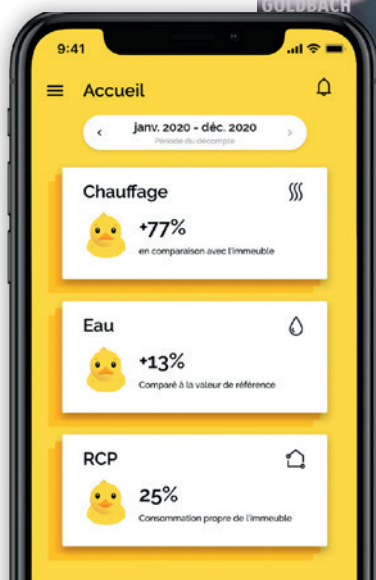 GOLDBACH
9:41
Accueil
janv. 2020 - déc. 2020
Periode du décompte
Chauffage
+77%
en comparaison avec l'immeuble
Eau
+13%
Comparé à la valeur de référence
RCP
25%
Consommation propre de l'immeuble